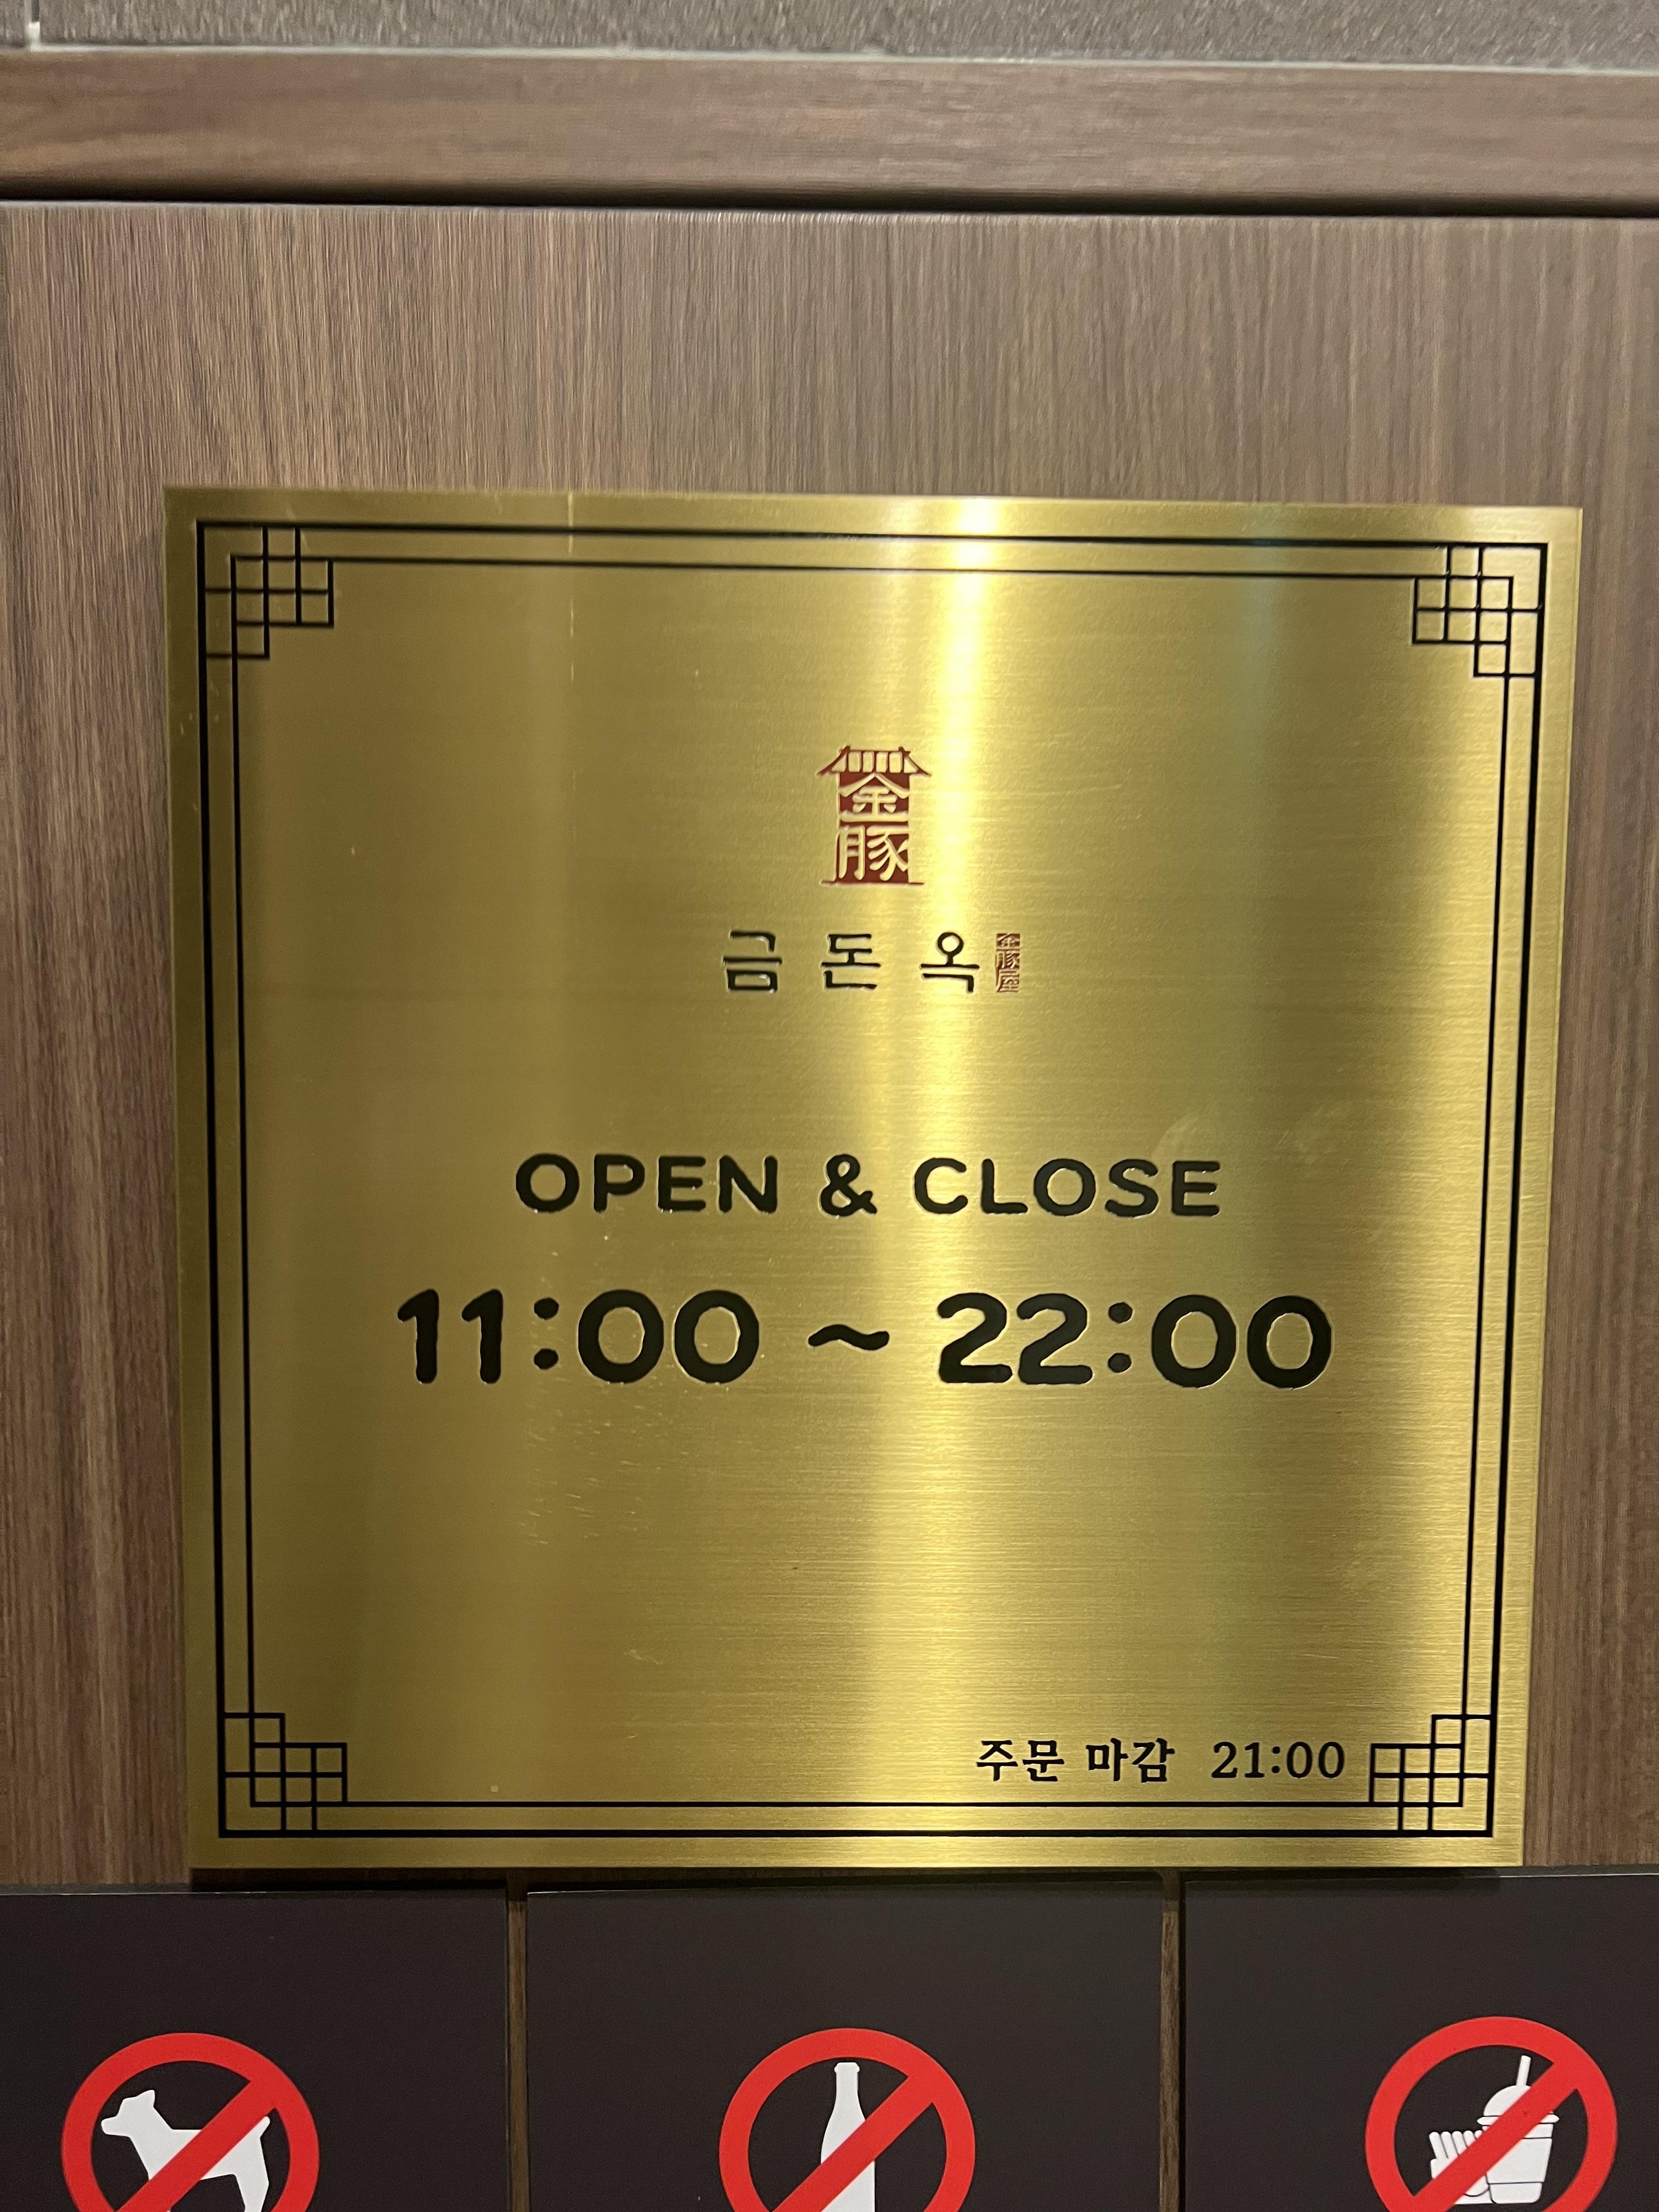 金
豚
금돈옥 金豚屋
OPEN & CLOSE
11:00 ~ 22:00
주문 마감 21:00